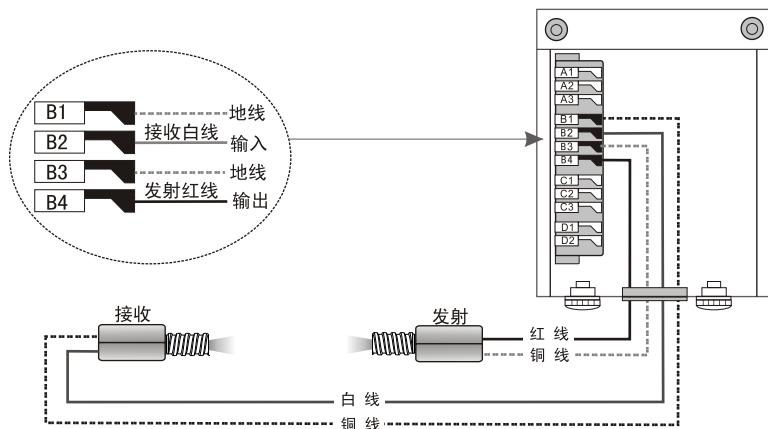 B1 地线
B2 接收白线 输入
B3 地线
B4 发射红线 输出
A1
A2
A3
B1
B2
B3
B4
C1
C2
C3
D1
D2
接收
发射
红 线
铜 线
白 线
铜 线